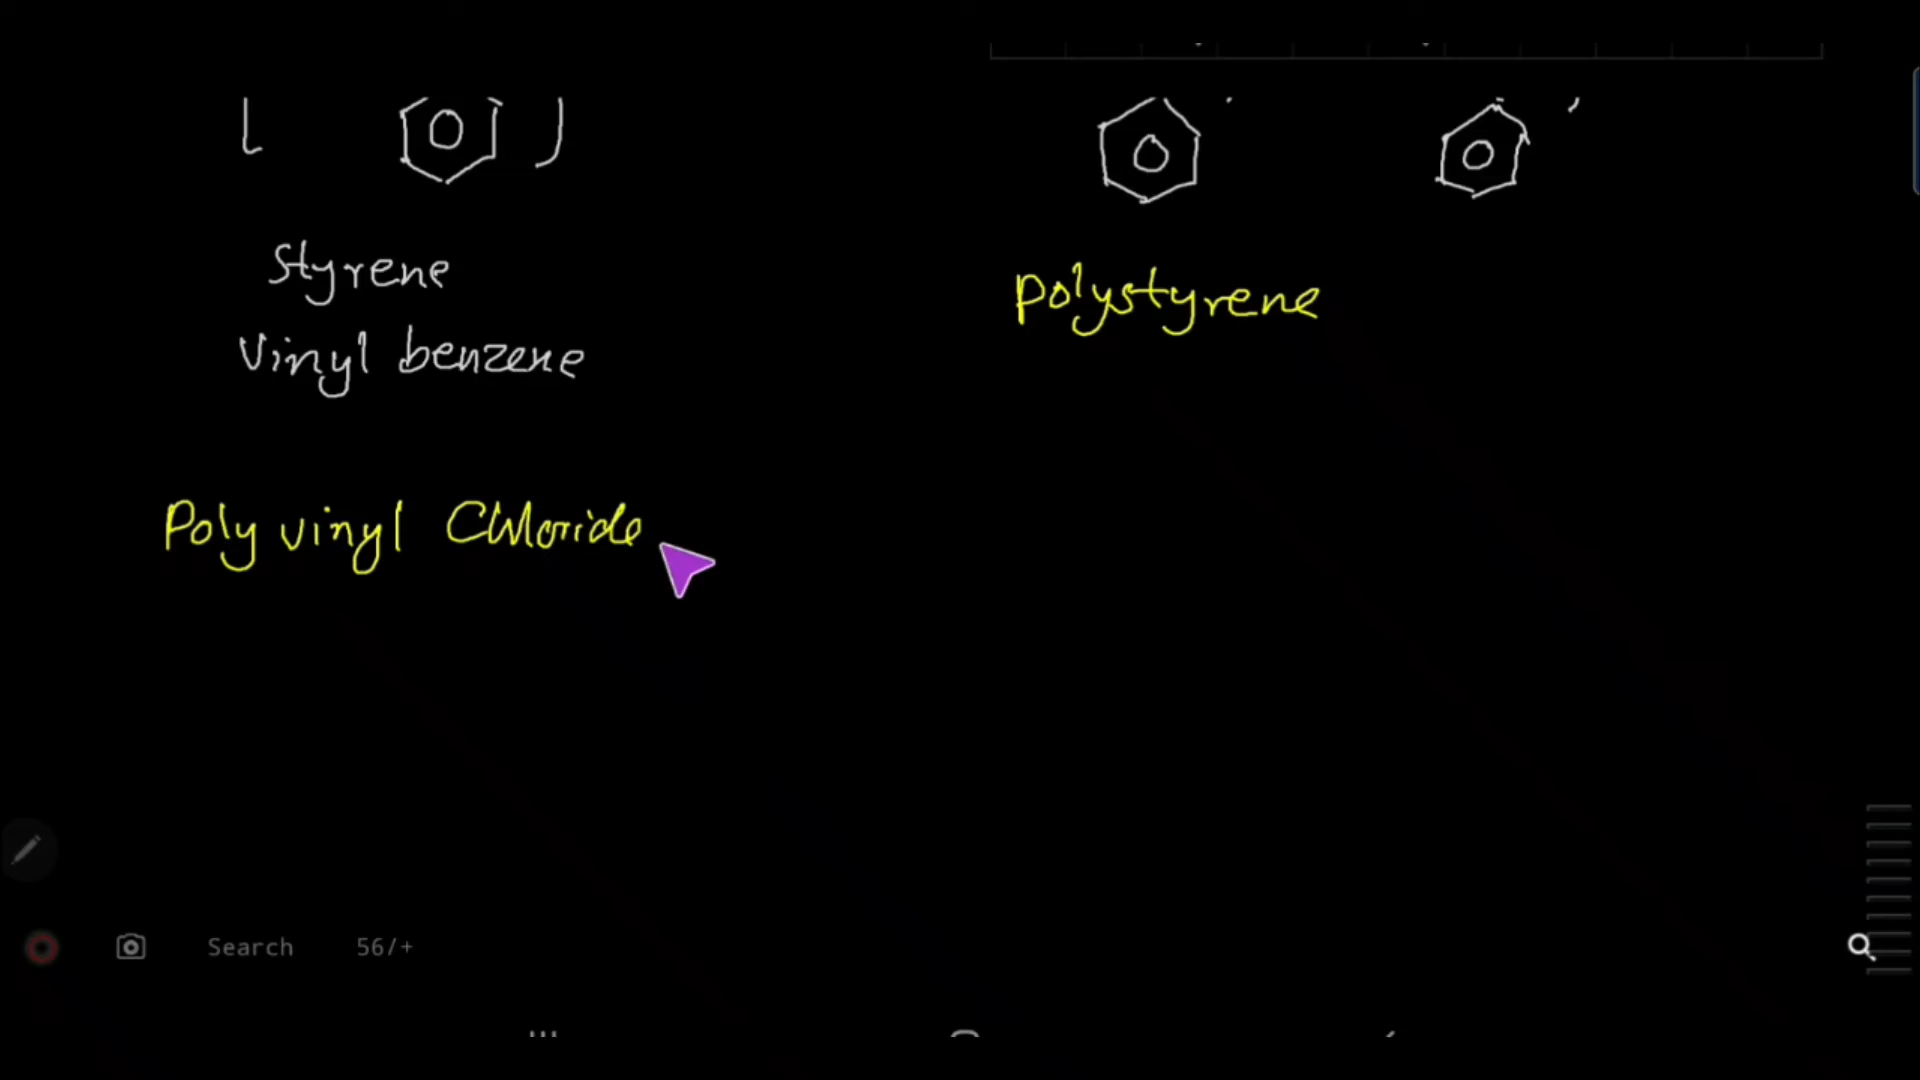 Styrene
Vinyl benzene
Polystyrene
Poly vinyl Chloride
Search 56/+